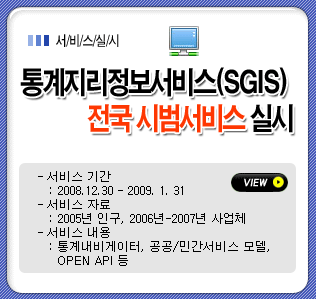 서/비/스/실/시
통계지리정보서비스(SGIS)
전국 시범서비스 실시
- 서비스 기간
: 2008.12.30 - 2009. 1. 31
VIEW
- 서비스 자료
: 2005년 인구, 2006년-2007년 사업체
- 서비스 내용
: 통계내비게이터, 공공/민간서비스 모델,
OPEN API 등